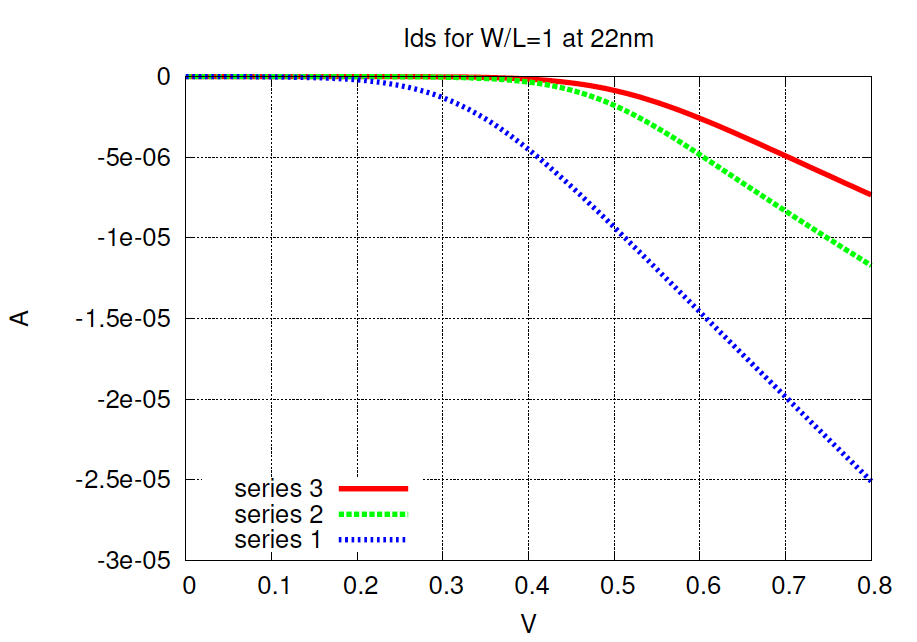 Ids for W/L=1 at 22nm
0
-5e-06
-1e-05
-1.5e-05
-2e-05
-2.5e-05
-3e-05
A
series 3
series 2
series 1
0 0.1 0.2 0.3 0.4 0.5 0.6 0.7 0.8
V